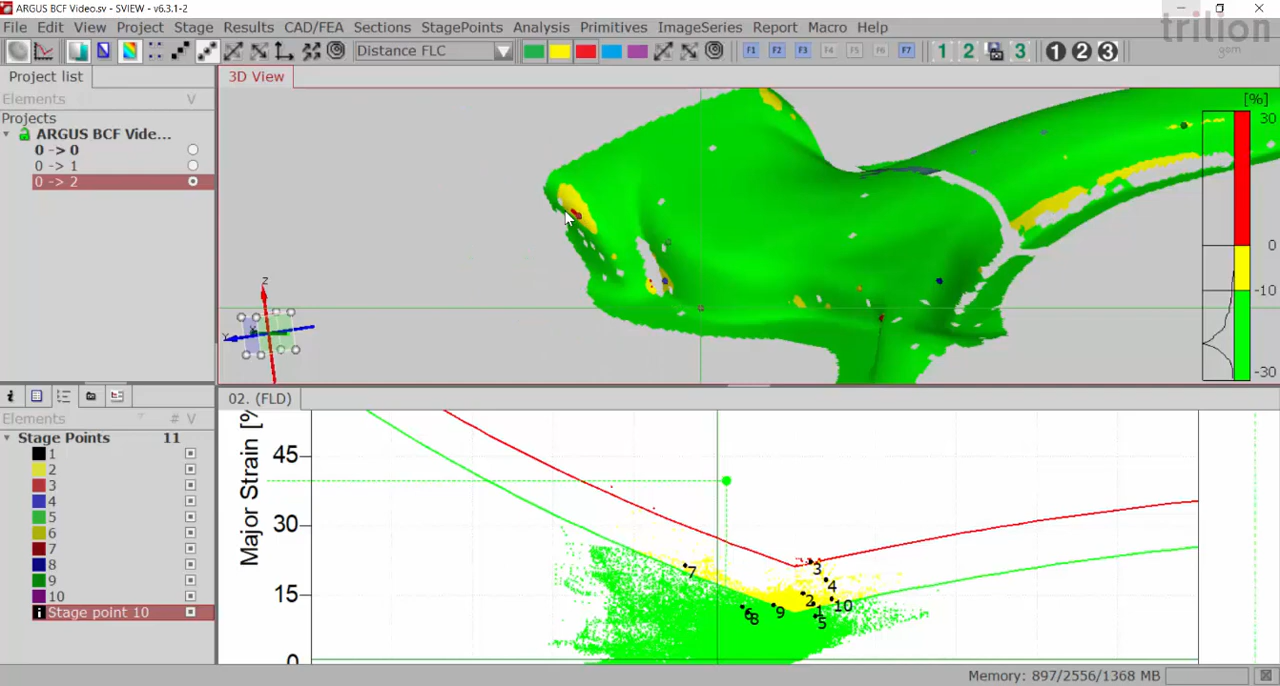 ARGUS BCF Video.sv - SVIEW - v6.3.1-2
trilion
gom
File Edit View Project Stage Results CAD/FEA Sections StagePoints Analysis Primitives ImageSeries Report Macro Help
Distance FLC
F1 F2 F3 F4 F5 F6 F7 1 2 3 1 2 3
Project list
3D View
Elements V
Projects
ARGUS BCF Vide...
0 -> 0
0 -> 1
0 -> 2
[%]
30
0
-10
-30
Z
Y
X
Elements # V
Stage Points 11
1
2
3
4
5
6
7
8
9
10
Stage point 10
02. (FLD)
Major Strain [%
45
30
15
0
7
3
4
2
10
1
9
6
8
5
Memory: 897/2556/1368 MB